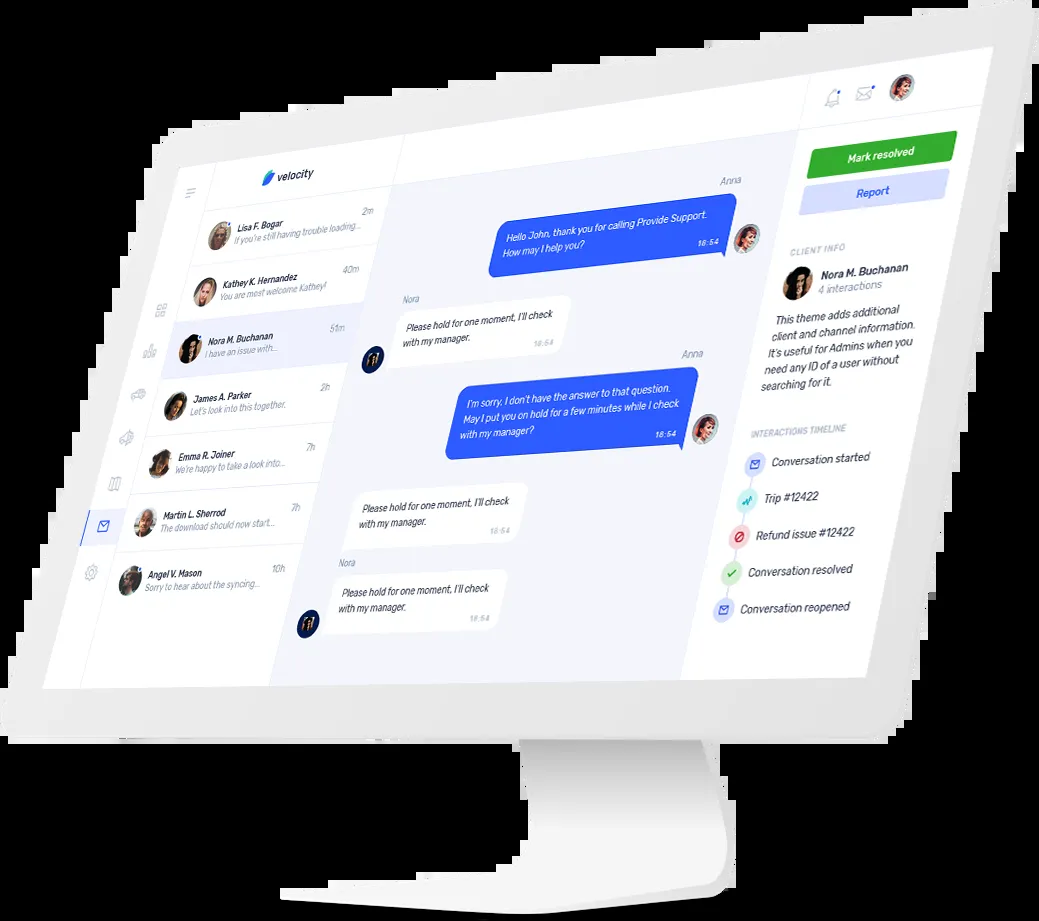 velocity
Lisa F. Bogar
2m
If you're still having trouble loading...
Kathey K. Hernandez
40m
You are most welcome Kathey!
Nora M. Buchanan
51m
I have an issue with...
James A. Parker
2h
Let's look into this together.
Emma R. Joiner
7h
We're happy to take a look into...
Martin L. Sherrod
7h
The download should now start...
Angel V. Mason
10h
Sorry to hear about the syncing...
Anna
Hello John, thank you for calling Provide Support.
How may I help you?
18:54
Nora
Please hold for one moment, I'll check
with my manager.
18:54
Anna
I'm sorry, I don't have the answer to that question.
May I put you on hold for a few minutes while I check
with my manager?
18:54
Please hold for one moment, I'll check
with my manager.
18:54
Nora
Please hold for one moment, I'll check
with my manager.
18:54
Mark resolved
Report
CLIENT INFO
Nora M. Buchanan
4 interactions
This theme adds additional
client and channel information.
It's useful for Admins when you
need any ID of a user without
searching for it.
INTERACTIONS TIMELINE
Conversation started
Trip #12422
Refund issue #12422
Conversation resolved
Conversation reopened